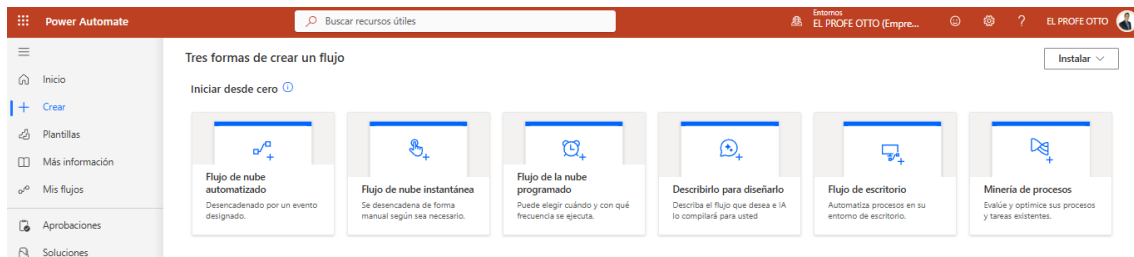 Power Automate
Buscar recursos útiles
Entornos
EL PROFE OTTO (Empre...
?
EL PROFE OTTO
Inicio
Crear
Plantillas
Más información
Mis flujos
Aprobaciones
Soluciones
Tres formas de crear un flujo
Instalar
Iniciar desde cero
Flujo de nube
automatizado
Desencadenado por un evento
designado.
Flujo de nube instantánea
Se desencadena de forma
manual según sea necesario.
Flujo de la nube
programado
Puede elegir cuándo y con qué
frecuencia se ejecuta.
Describirlo para diseñarlo
Describa el flujo que desea e IA
lo compilará para usted
Flujo de escritorio
Automatiza procesos en su
entorno de escritorio.
Minería de procesos
Evalúe y optimice sus procesos
y tareas existentes.